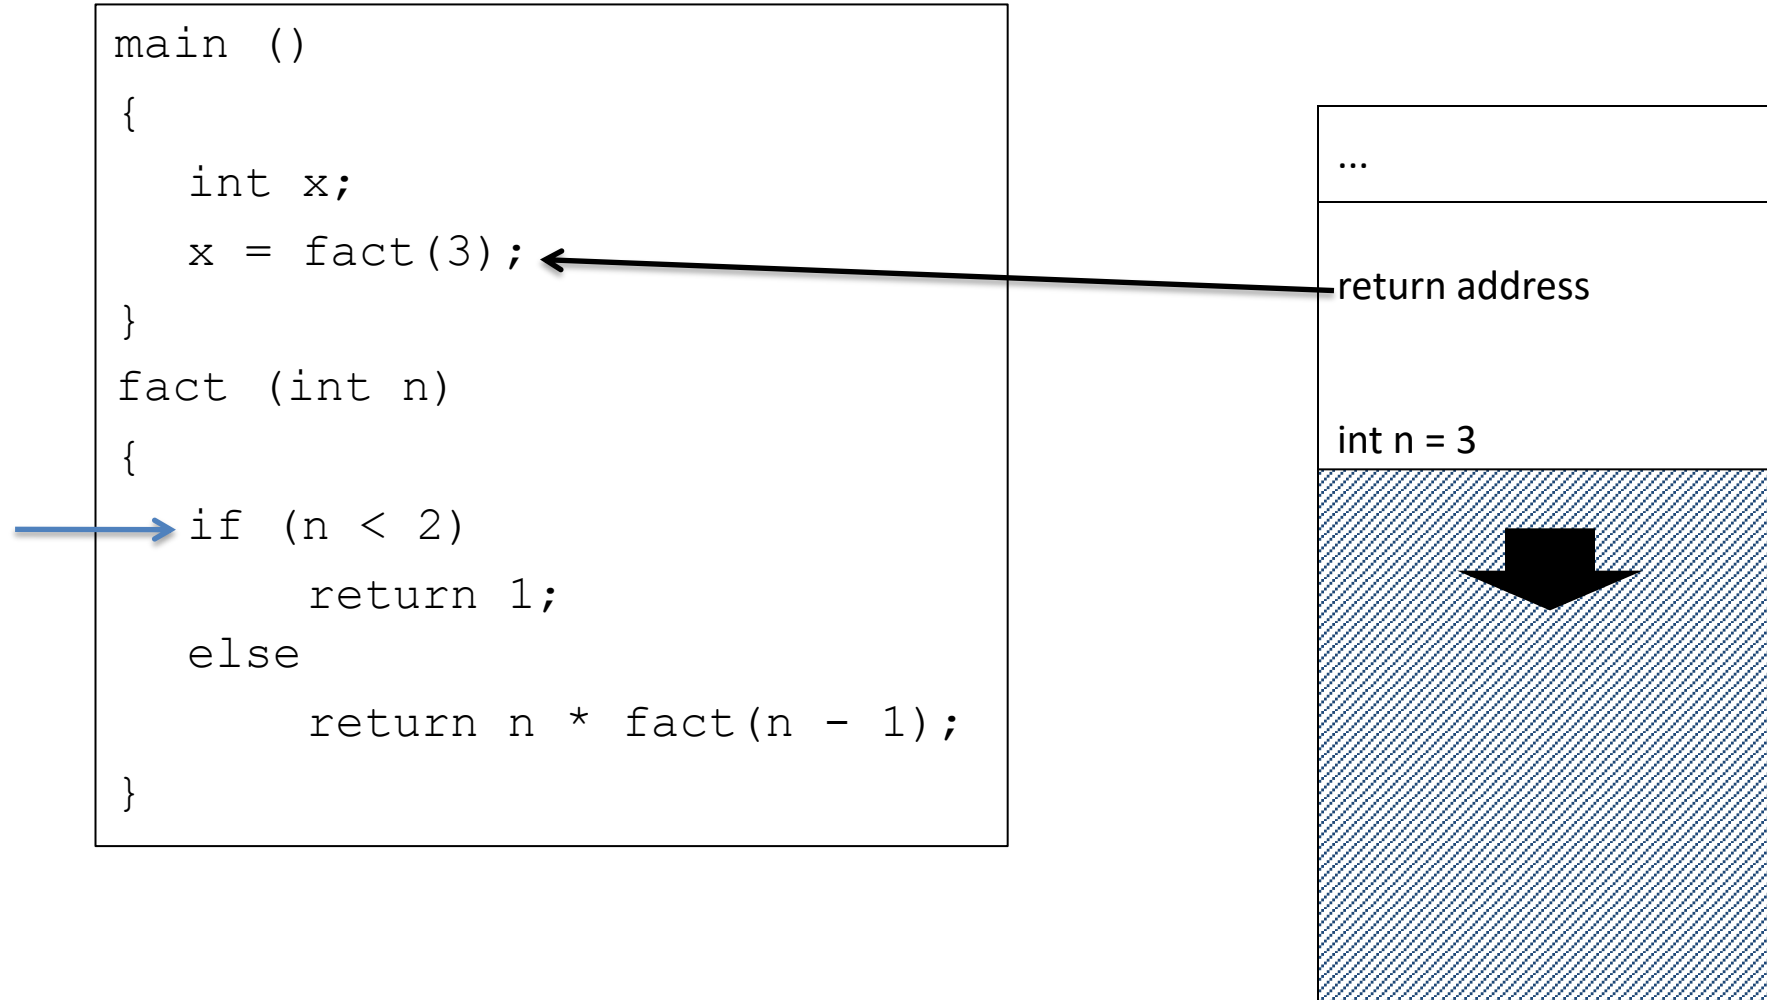 main ()
{
int x;
x = fact(3);
}
fact (int n)
{
if (n < 2)
return 1;
else
return n * fact(n - 1);
}
...
return address
int n = 3